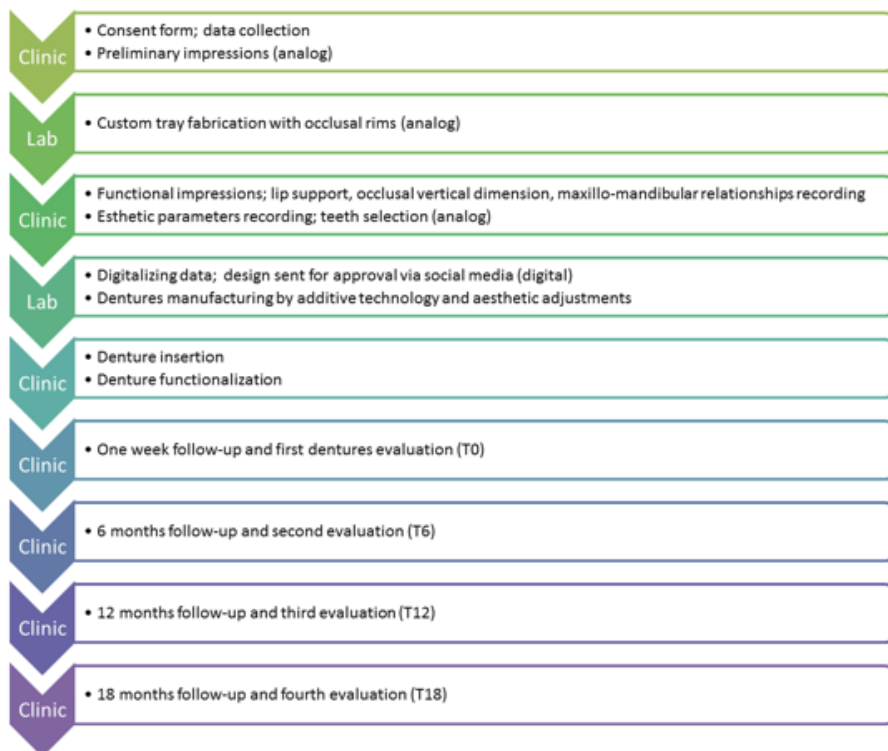 Clinic
• Consent form; data collection
• Preliminary impressions (analog)
Lab
• Custom tray fabrication with occlusal rims (analog)
Clinic
• Functional impressions; lip support, occlusal vertical dimension, maxillo-mandibular relationships recording
• Esthetic parameters recording; teeth selection (analog)
Lab
• Digitalizing data; design sent for approval via social media (digital)
• Dentures manufacturing by additive technology and aesthetic adjustments
Clinic
• Denture insertion
• Denture functionalization
Clinic
• One week follow-up and first dentures evaluation (T0)
Clinic
• 6 months follow-up and second evaluation (T6)
Clinic
• 12 months follow-up and third evaluation (T12)
Clinic
• 18 months follow-up and fourth evaluation (T18)